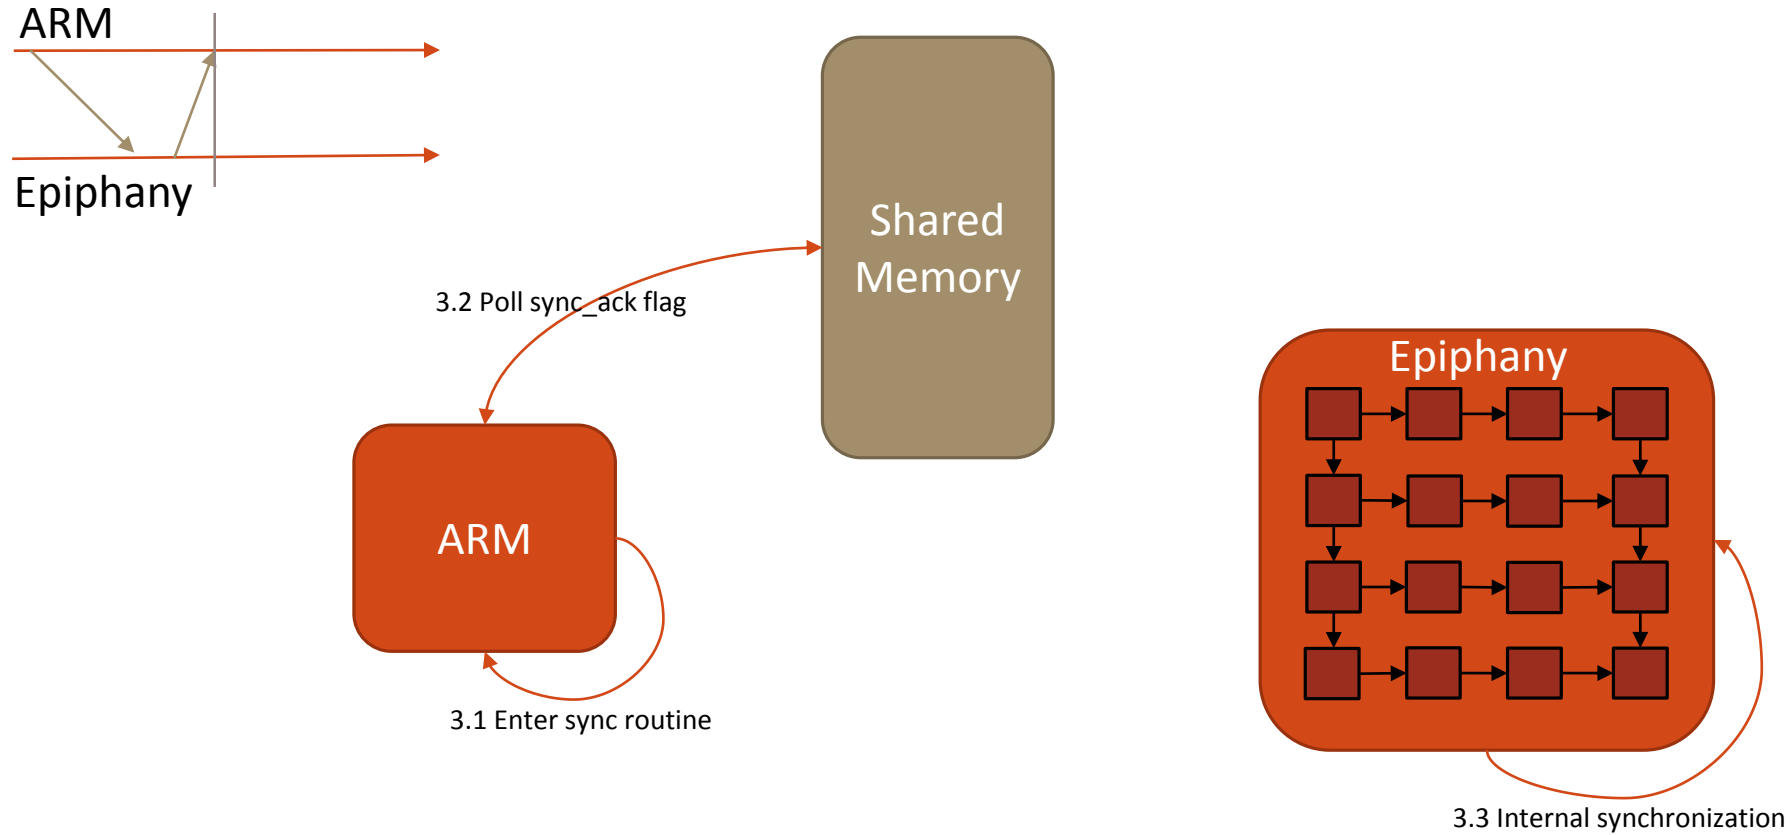 ARM
Epiphany
Shared
Memory
3.2 Poll sync_ack flag
Epiphany
ARM
3.1 Enter sync routine
3.3 Internal synchronization